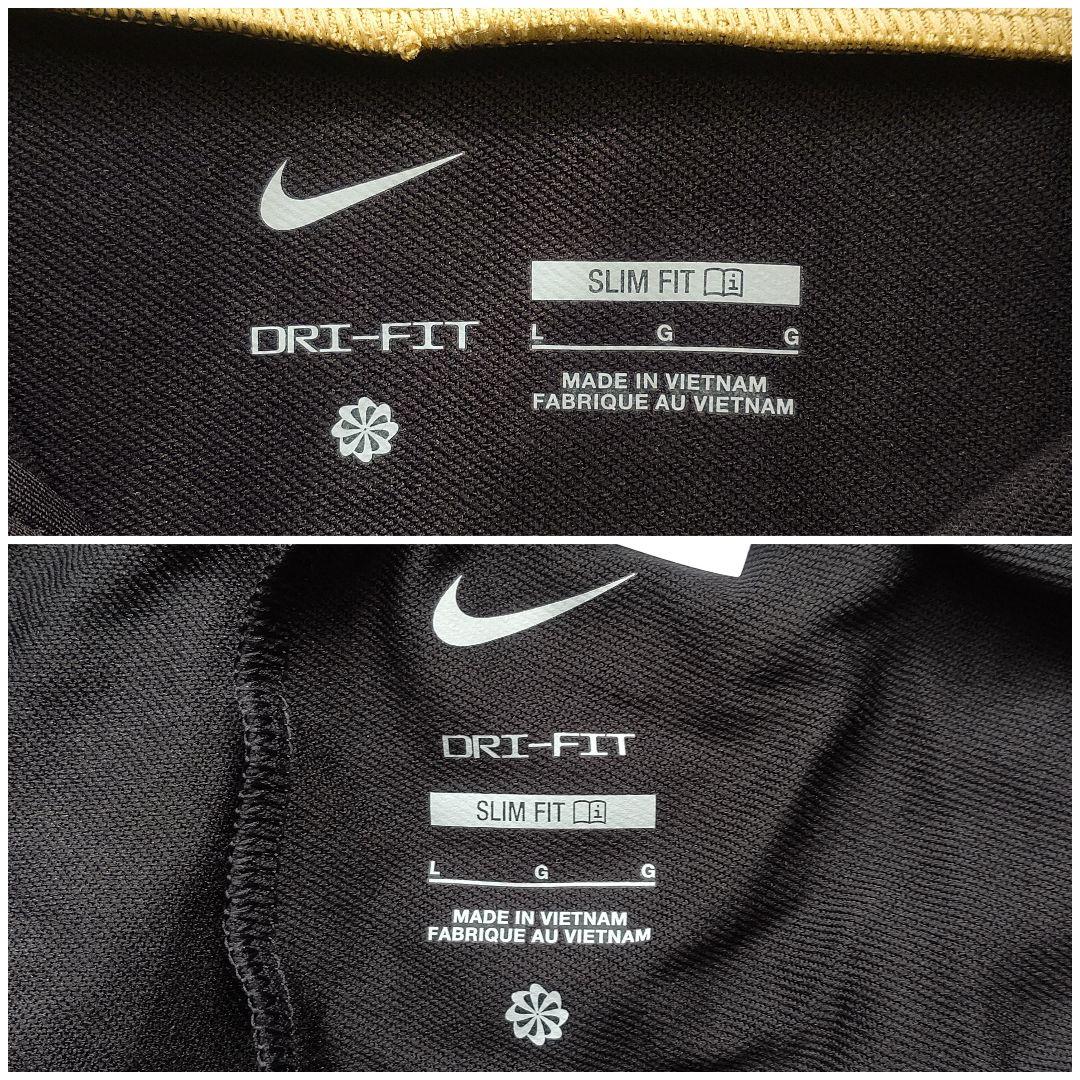 DRI-FIT
SLIM FIT
L G G
MADE IN VIETNAM
FABRIQUE AU VIETNAM
DRI-FIT
SLIM FIT
L G G
MADE IN VIETNAM
FABRIQUE AU VIETNAM